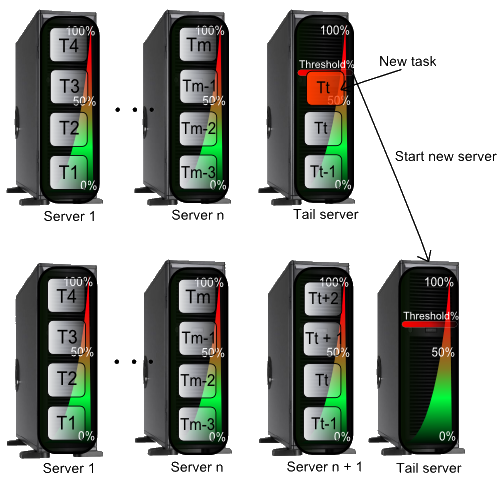 100%
T4
T3
50%
T2
T1
0%
Server 1
100%
Tm
Tm-1
50%
Tm-2
Tm-3
0%
Server n
100%
Threshold%
Tt
50%
Tt
Tt-1
0%
Tail server
New task
Start new server
100%
T4
T3
50%
T2
T1
0%
Server 1
100%
Tm
Tm-1
50%
Tm-2
Tm-3
0%
Server n
100%
Tt+2
Tt + 1
50%
Tt
Tt-1
0%
Server n + 1
100%
Threshold%
50%
0%
Tail server